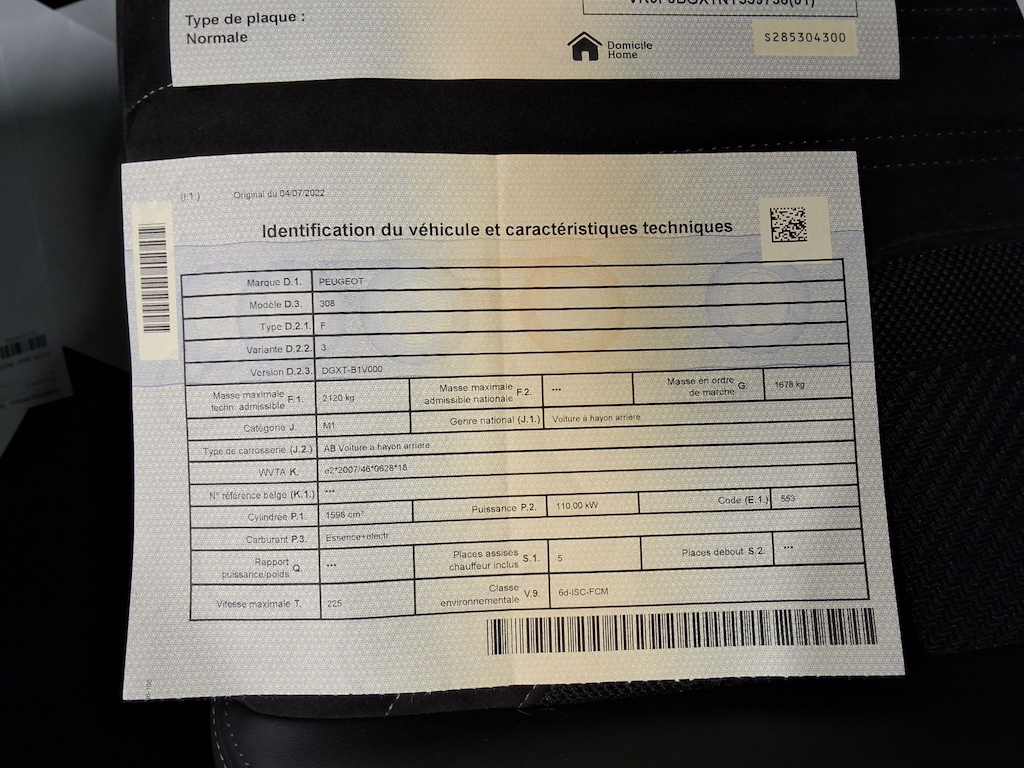 Type de plaque :
Normale
Domicile
Home
S285304300
(I.1.) Original du 04/07/2022
Identification du véhicule et caractéristiques techniques
Marque D.1. PEUGEOT
Modèle D.3. 308
Type D.2.1. F
Variante D.2.2. 3
Version D.2.3. DGXT-B1V000
Masse maximale techn. admissible F.1. 2120 kg Masse maximale admissible nationale F.2. --- Masse en ordre de marche G. 1678 kg
Catégorie J. M1 Genre national (J.1.) Voiture à hayon arrière
Type de carrosserie (J.2.) AB Voiture à hayon arrière
WVTA K. e2*2007/46*0628*18
N° référence belge (K.1.) ---
Cylindrée P.1. 1598 cm³ Puissance P.2. 110,00 kW Code (E.1.) 553
Carburant P.3. Essence+electr.
Rapport puissance/poids Q. --- Places assises chauffeur inclus S.1. 5 Places debout S.2. ---
Vitesse maximale T. 225 Classe environnementale V.9. 6d-ISC-FCM